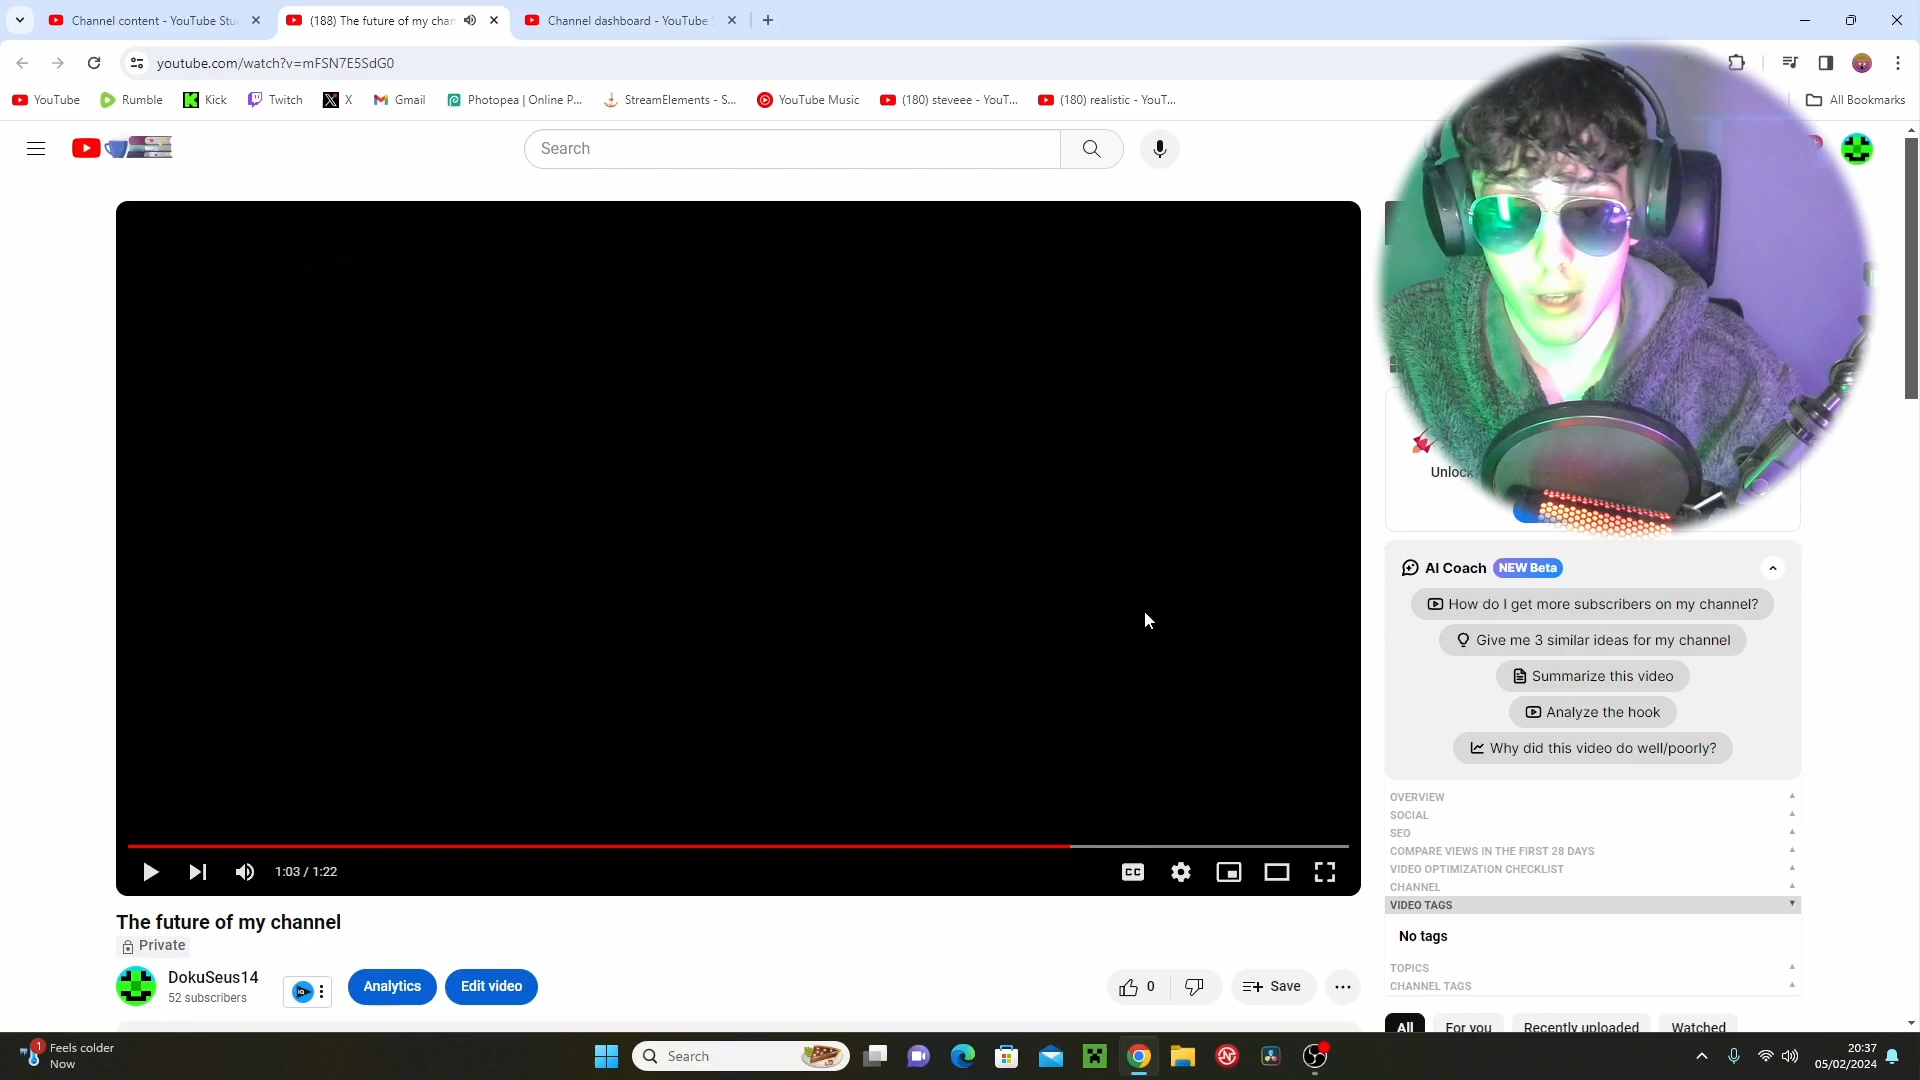 Channel content - YouTube Stu
(188) The future of my chan
Channel dashboard - YouTube S
youtube.com/watch?v=mFSN7E5SdG0
YouTube
Rumble
Kick
Twitch
X
Gmail
Photopea | Online P...
StreamElements - S...
YouTube Music
(180) steveee - YouT...
(180) realistic - YouT...
All Bookmarks
Search
Unlock
AI Coach NEW Beta
How do I get more subscribers on my channel?
Give me 3 similar ideas for my channel
Summarize this video
Analyze the hook
Why did this video do well/poorly?
OVERVIEW
SOCIAL
SEO
COMPARE VIEWS IN THE FIRST 28 DAYS
VIDEO OPTIMIZATION CHECKLIST
CHANNEL
VIDEO TAGS
No tags
TOPICS
CHANNEL TAGS
All
For you
Recently uploaded
Watched
1:03 / 1:22
CC
The future of my channel
Private
DokuSeus14
52 subscribers
Analytics
Edit video
0
Save
1
Feels colder
Now
Search
20:37
05/02/2024